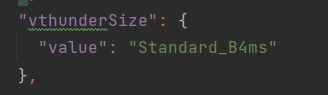 "vthunderSize": {
"value": "Standard_B4ms"
},